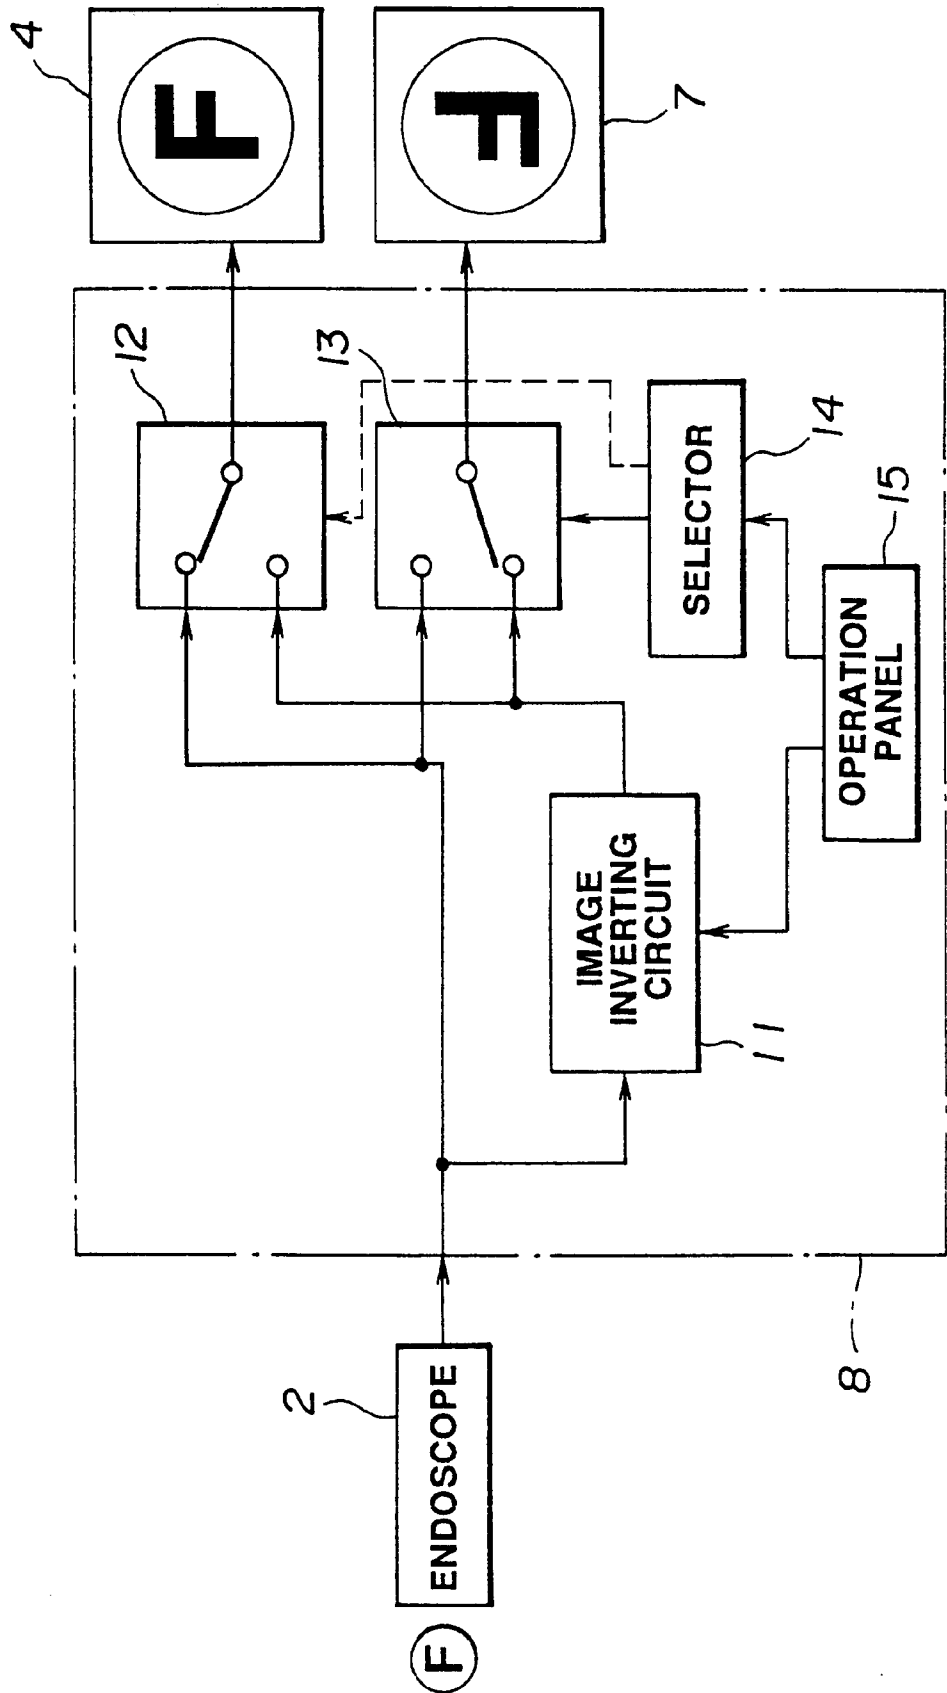 4
F
12
2
13
F
ENDOSCOPE
F
IMAGE
INVERTING
CIRCUIT
SELECTOR
7
11
14
OPERATION
PANEL
15
8